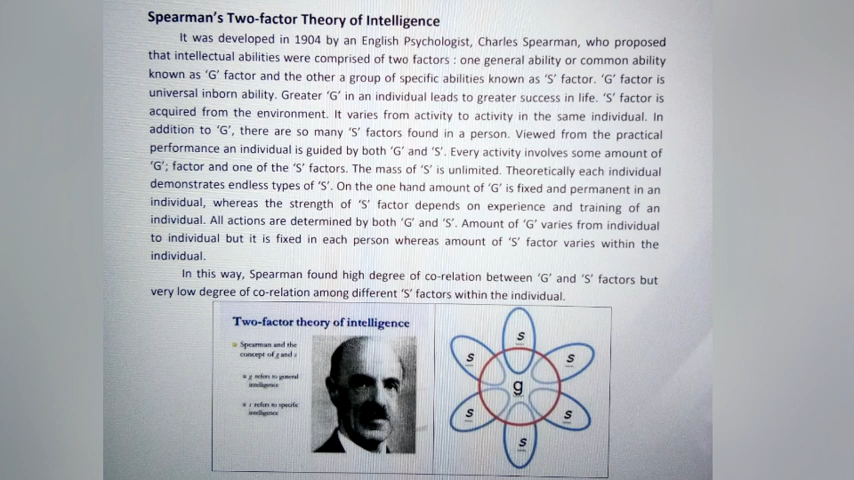 Spearman's Two-factor Theory of Intelligence
It was developed in 1904 by an English Psychologist, Charles Spearman, who proposed
that intellectual abilities were comprised of two factors : one general ability or common ability
known as 'G' factor and the other a group of specific abilities known as 'S' factor. 'G' factor is
universal inborn ability. Greater 'G' in an individual leads to greater success in life. 'S' factor is
acquired from the environment. It varies from activity to activity in the same individual. In
addition to 'G', there are so many 'S' factors found in a person. Viewed from the practical
performance an individual is guided by both 'G' and 'S'. Every activity involves some amount of
'G'; factor and one of the 'S' factors. The mass of 'S' is unlimited. Theoretically each individual
demonstrates endless types of 'S'. On the one hand amount of 'G' is fixed and permanent in an
individual, whereas the strength of 'S' factor depends on experience and training of an
individual. All actions are determined by both 'G' and 'S'. Amount of 'G' varies from individual
to individual but it is fixed in each person whereas amount of 'S' factor varies within the
individual.
In this way, Spearman found high degree of co-relation between 'G' and 'S' factors but
very low degree of co-relation among different 'S' factors within the individual.
Two-factor theory of intelligence
Spearman and the
concept of g and s
g refers to general
intelligence
s refers to specific
intelligence
s
s
s
g
s
s
s